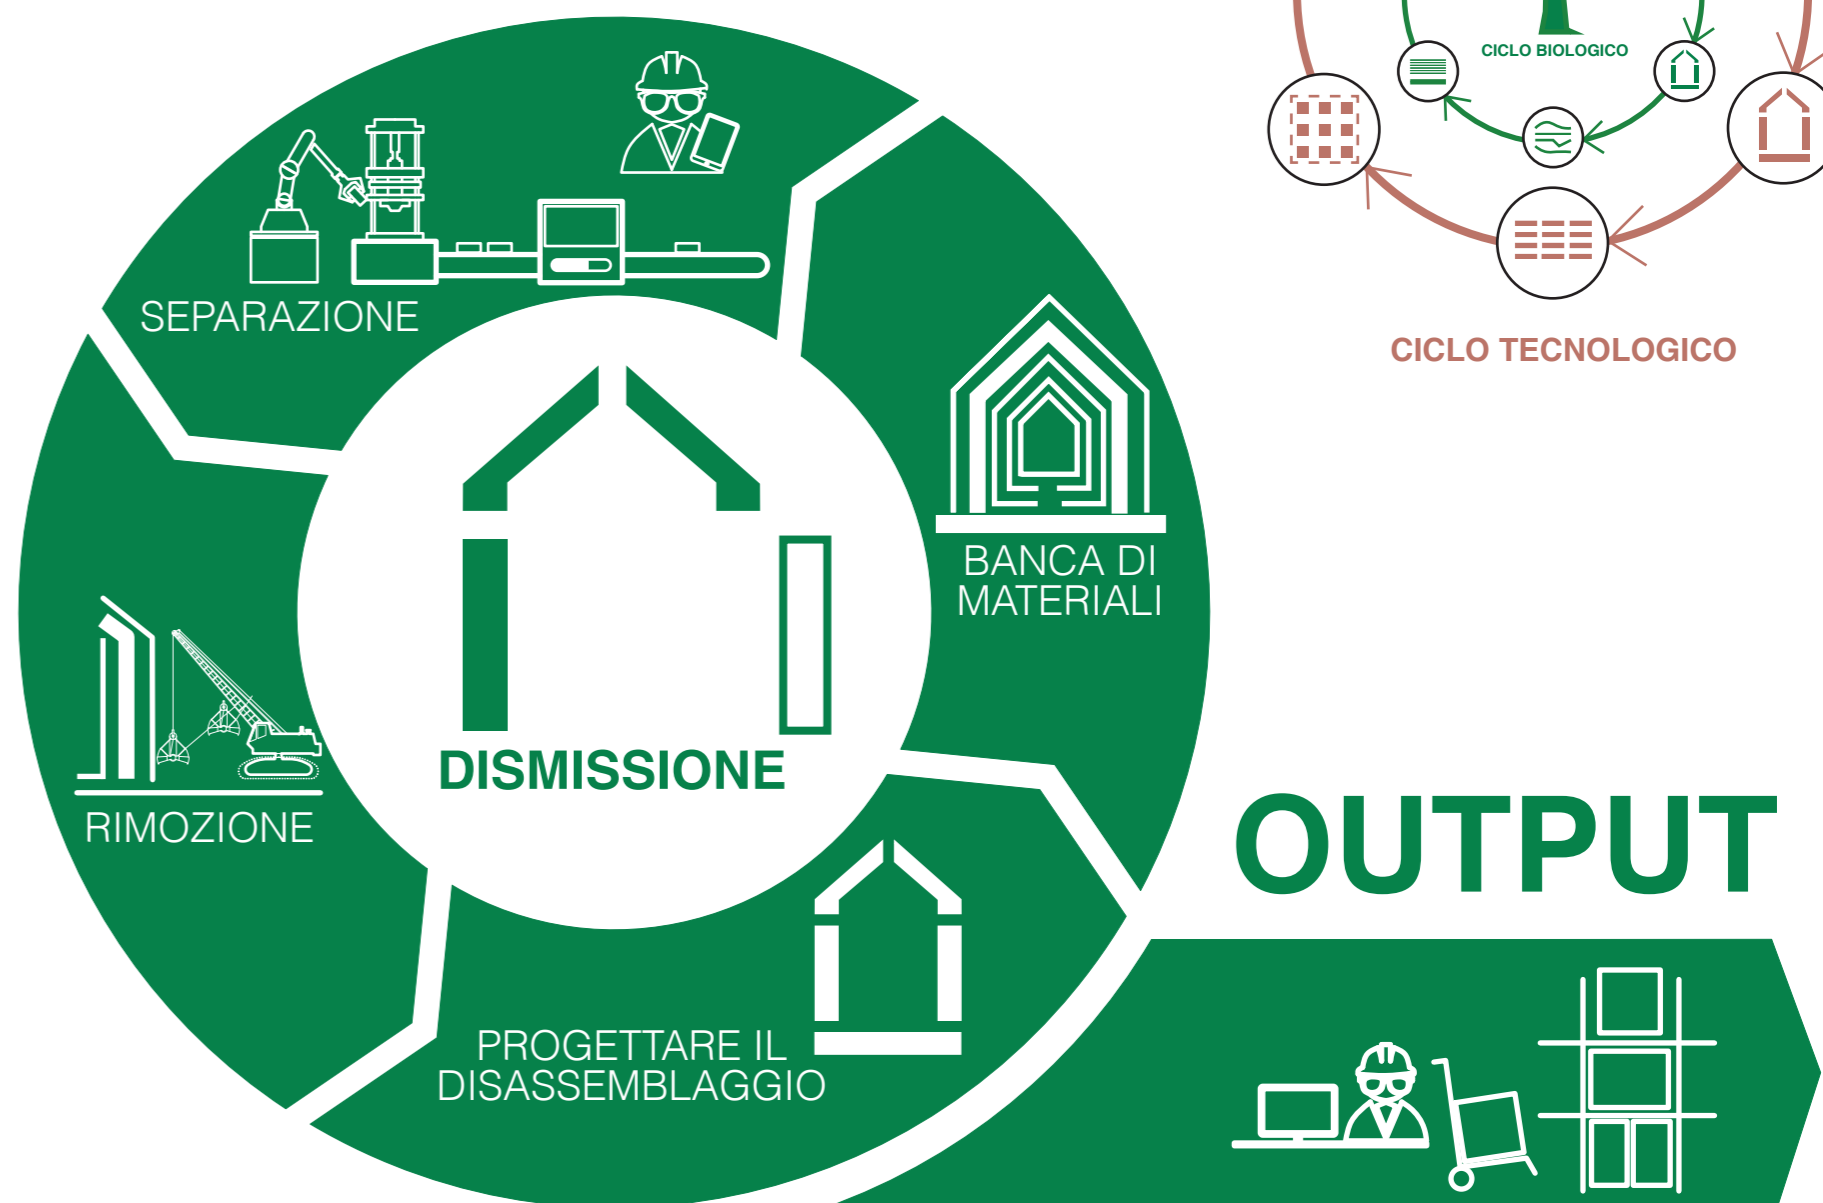 CICLO BIOLOGICO
CICLO TECNOLOGICO
SEPARAZIONE
BANCA DI
MATERIALI
DISMISSIONE
RIMOZIONE
PROGETTARE IL
DISASSEMBLAGGIO
OUTPUT